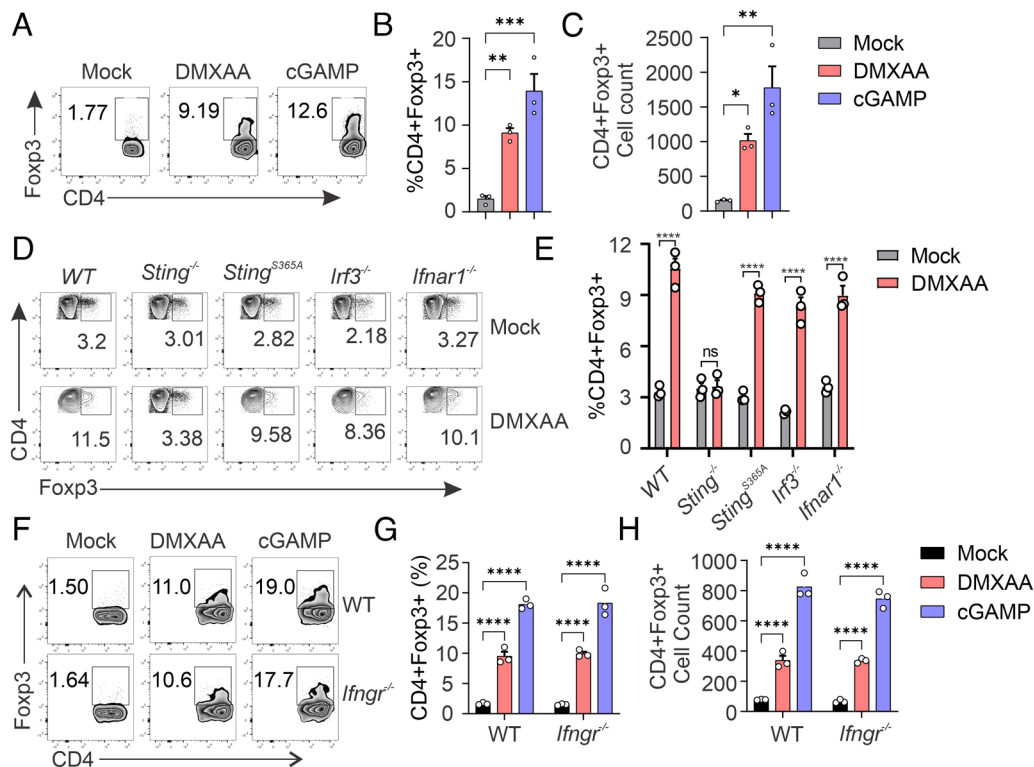 A
Mock DMXAA cGAMP
1.77 9.19 12.6
Foxp3
CD4
B
***
**
%CD4+Foxp3+
20
15
10
5
0
C
**
*
CD4+Foxp3+
Cell count
2500
2000
1500
1000
500
0
Mock
DMXAA
cGAMP
D
WT Sting-/- StingS365A Irf3-/- Ifnar1-/-
3.2 3.01 2.82 2.18 3.27
Mock
11.5 3.38 9.58 8.36 10.1
DMXAA
CD4
Foxp3
E
**** ns **** **** ****
%CD4+Foxp3+
12
9
6
3
0
WT Sting-/- StingS365A Irf3-/- Ifnar1-/-
Mock
DMXAA
F
Mock DMXAA cGAMP
1.50 11.0 19.0
WT
1.64 10.6 17.7
Ifngr-/-
Foxp3
CD4
G
**** ****
**** ****
CD4+Foxp3+ (%)
25
20
15
10
5
0
WT Ifngr-/-
H
**** ****
**** ****
CD4+Foxp3+
Cell Count
1000
800
600
400
200
0
WT Ifngr-/-
Mock
DMXAA
cGAMP